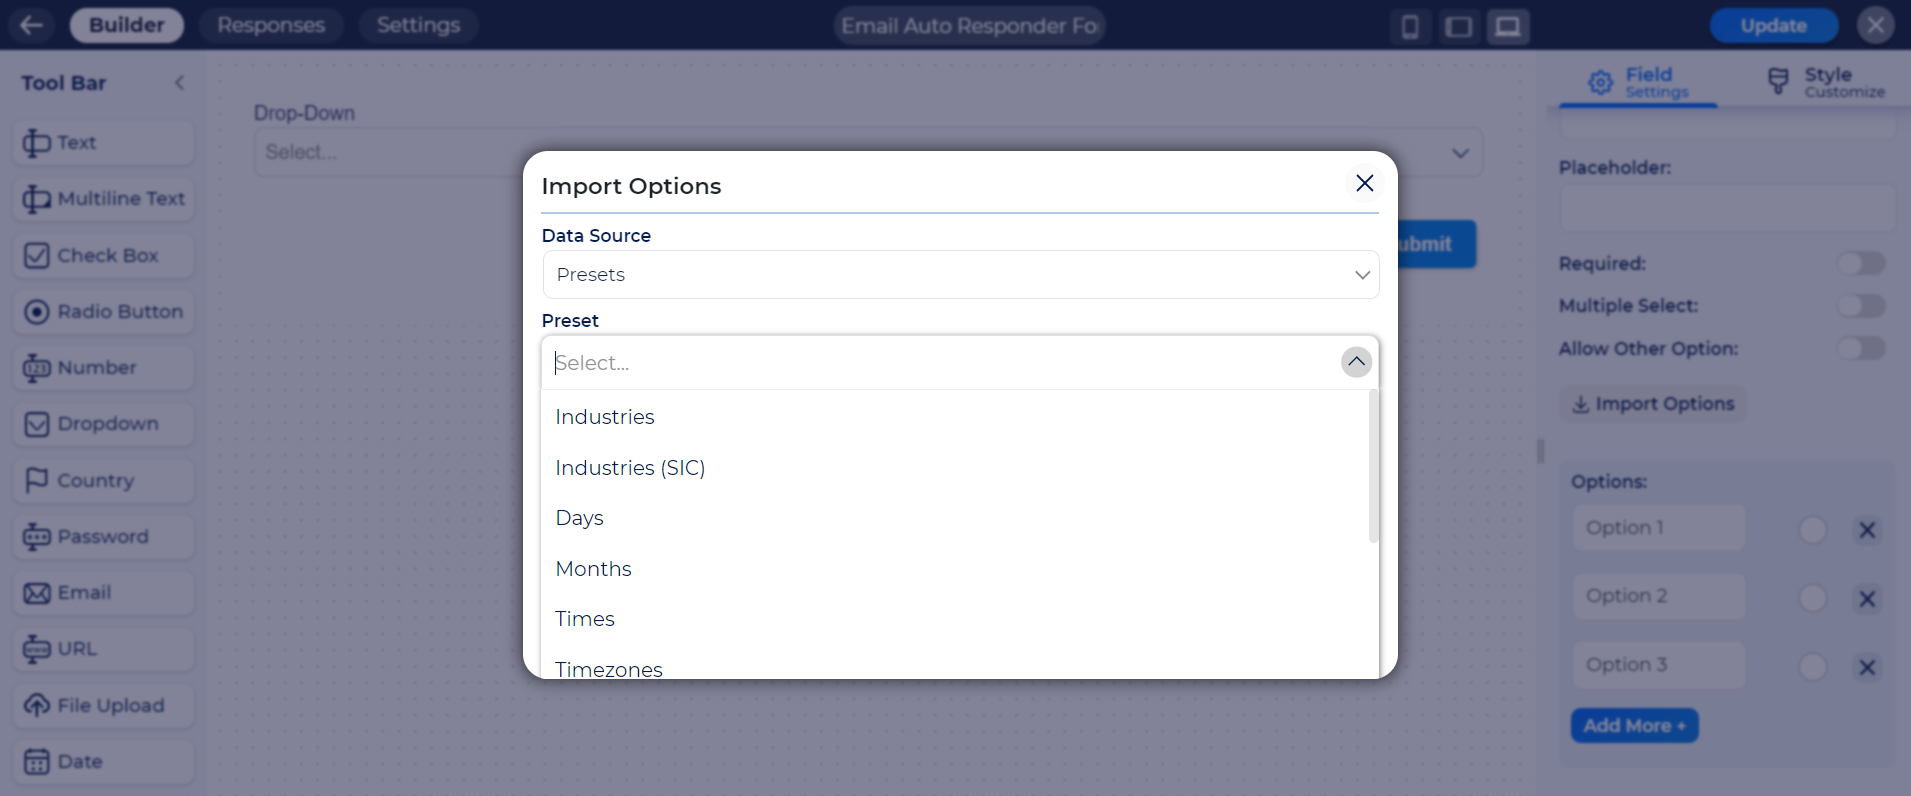 Builder
Responses
Settings
Email Auto Responder Fo
Update
Tool Bar
Text
Multiline Text
Check Box
Radio Button
Number
Dropdown
Country
Password
Email
URL
File Upload
Date
Drop-Down
Select...
ubmit
Import Options
Data Source
Presets
Preset
Select...
Industries
Industries (SIC)
Days
Months
Times
Timezones
Field
Settings
Style
Customize
Placeholder:
Required:
Multiple Select:
Allow Other Option:
Import Options
Options:
Option 1
Option 2
Option 3
Add More +